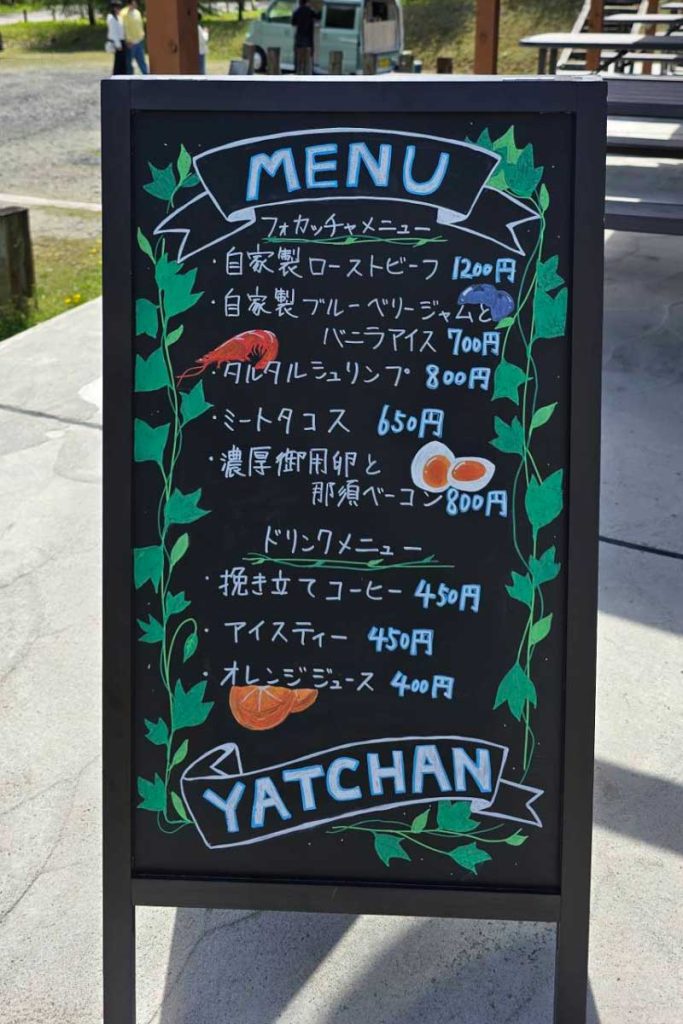 MENU
フォカッチャメニュー
・自家製ローストビーフ 1200円
・自家製ブルーベリージャムと
バニラアイス 700円
・タルタルシュリンプ 800円
・ミートタコス 650円
・濃厚御用卵と
那須ベーコン 800円
ドリンクメニュー
・挽き立てコーヒー 450円
・アイスティー 450円
・オレンジジュース 400円
YATCHAN